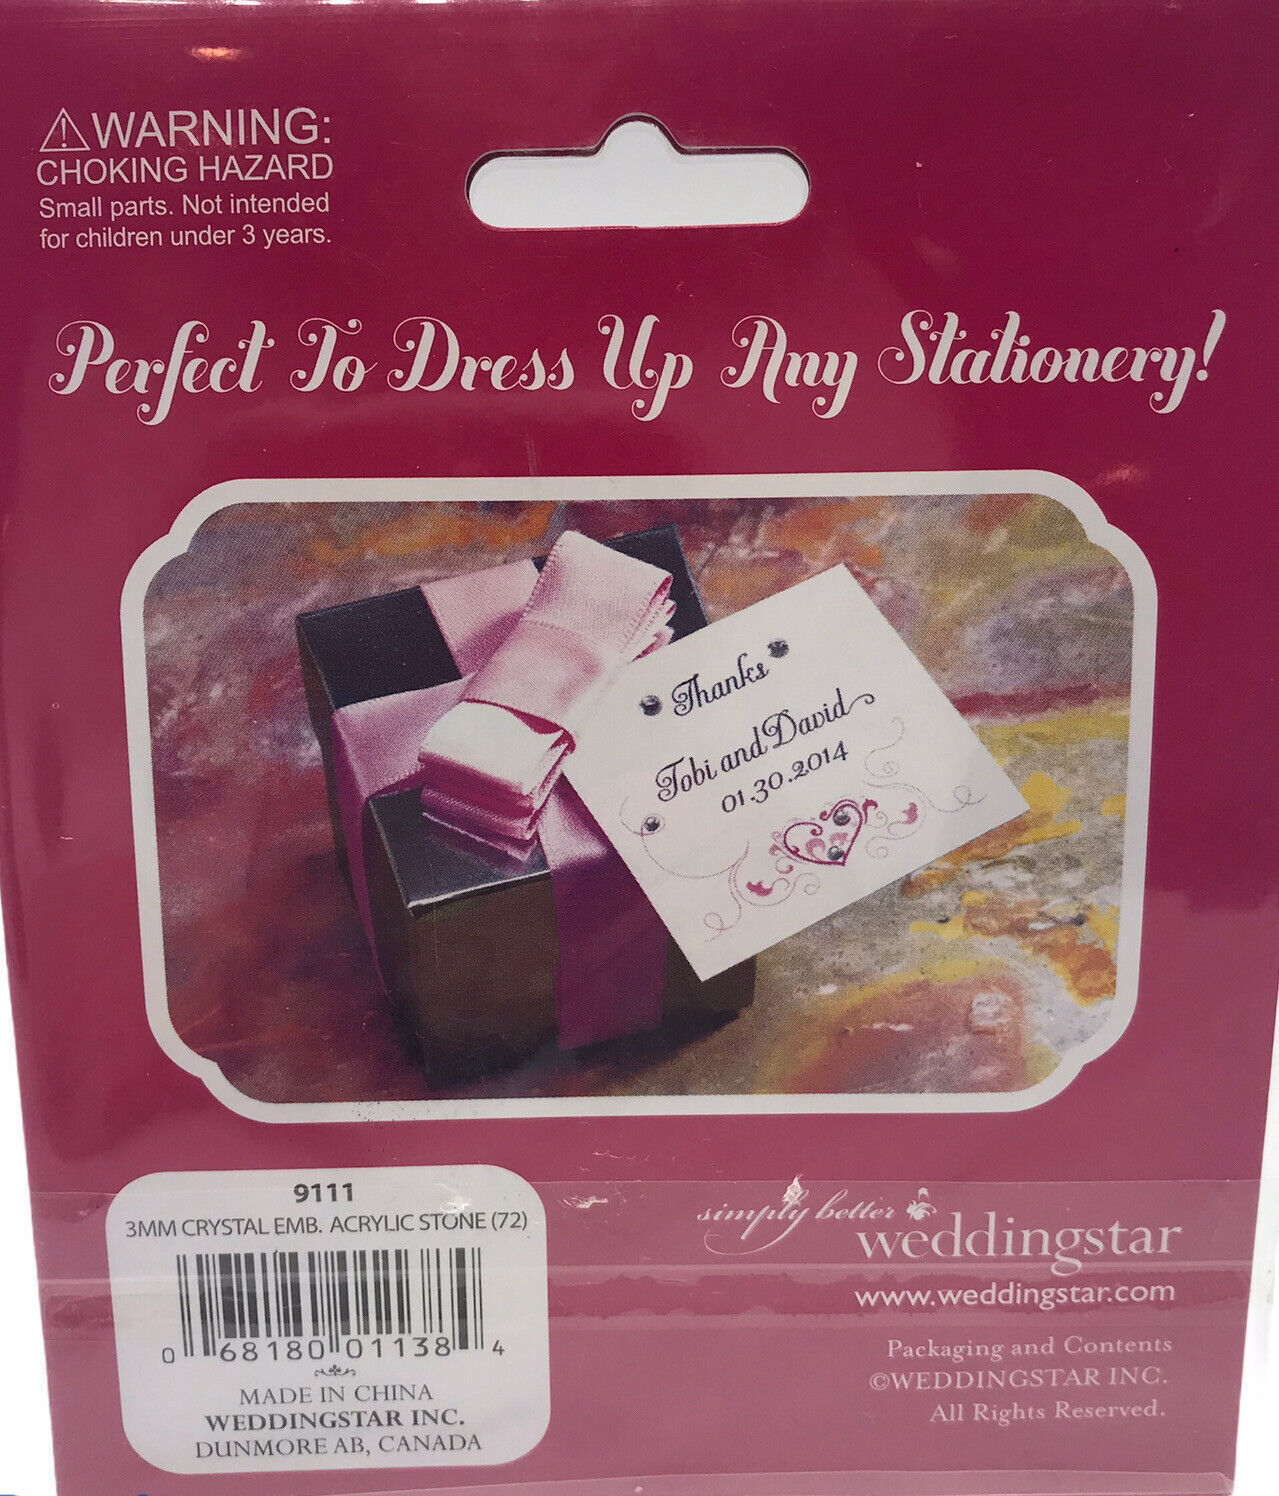 ⚠WARNING:
CHOKING HAZARD
Small parts. Not intended
for children under 3 years.
Perfect To Dress Up Any Stationery!
Thanks
Tobi and David
01.30.2014
9111
3MM CRYSTAL EMB. ACRYLIC STONE (72)
0 68180 01138 4
MADE IN CHINA
WEDDINGSTAR INC.
DUNMORE AB, CANADA
simply better
weddingstar
www.weddingstar.com
Packaging and Contents
©WEDDINGSTAR INC.
All Rights Reserved.